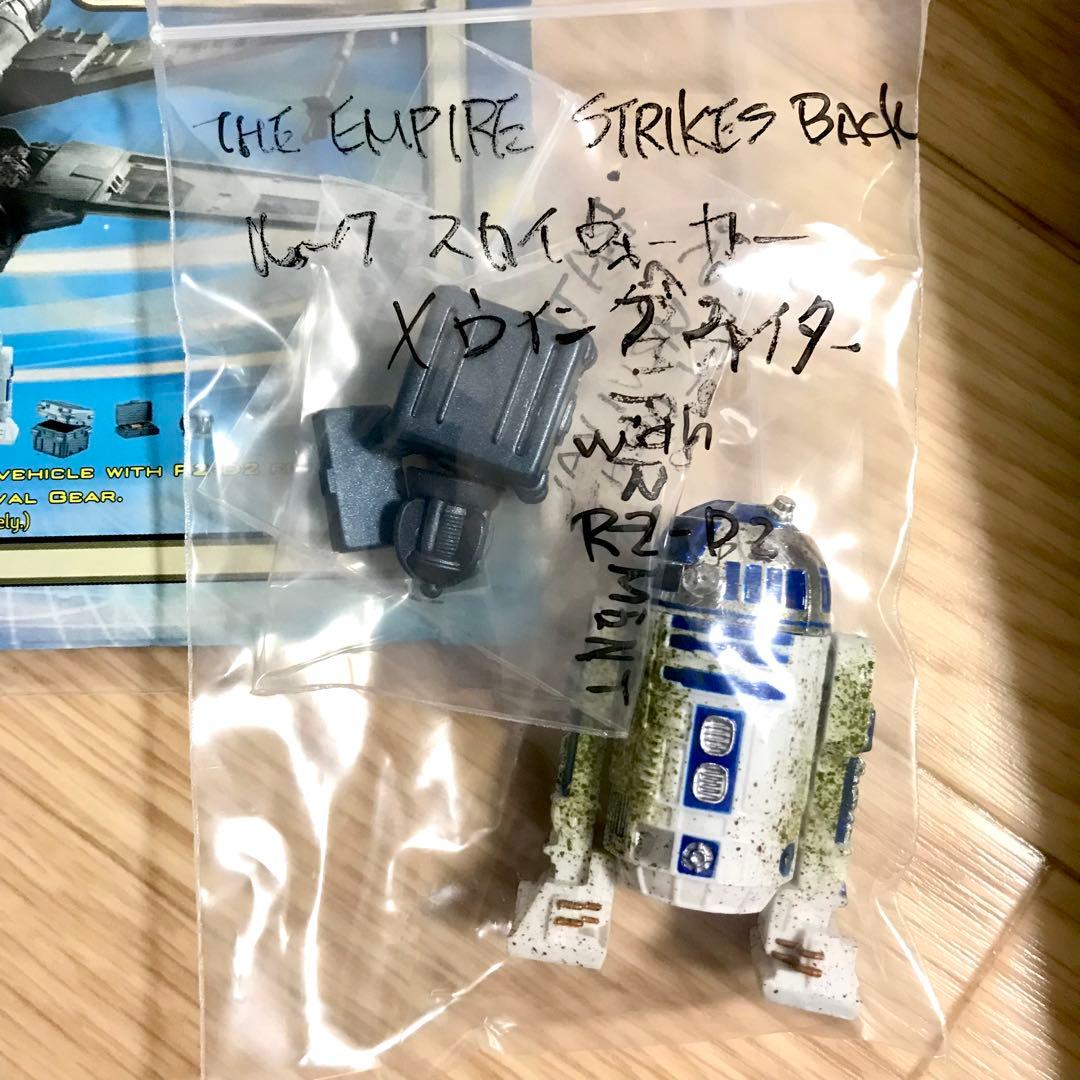 THE EMPIRE STRIKES BACK
ルーク スカイウォーカー
Xウイングファイター
with
R2-D2
MINT
VEHICLE WITH R2-D2
VAL GEAR.
ely.)